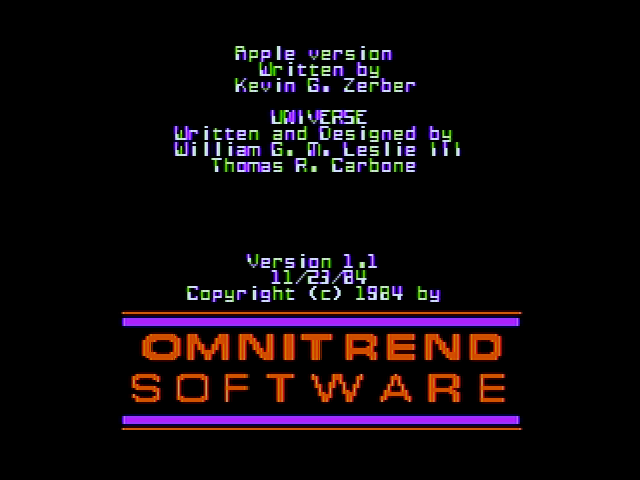 Apple version
Written by
Kevin G. Zerber
UNIVERSE
Written and Designed by
William G. M. Leslie III
Thomas R. Carbone
Version 1.1
11/23/84
Copyright (c) 1984 by
OMNITREND
SOFTWARE